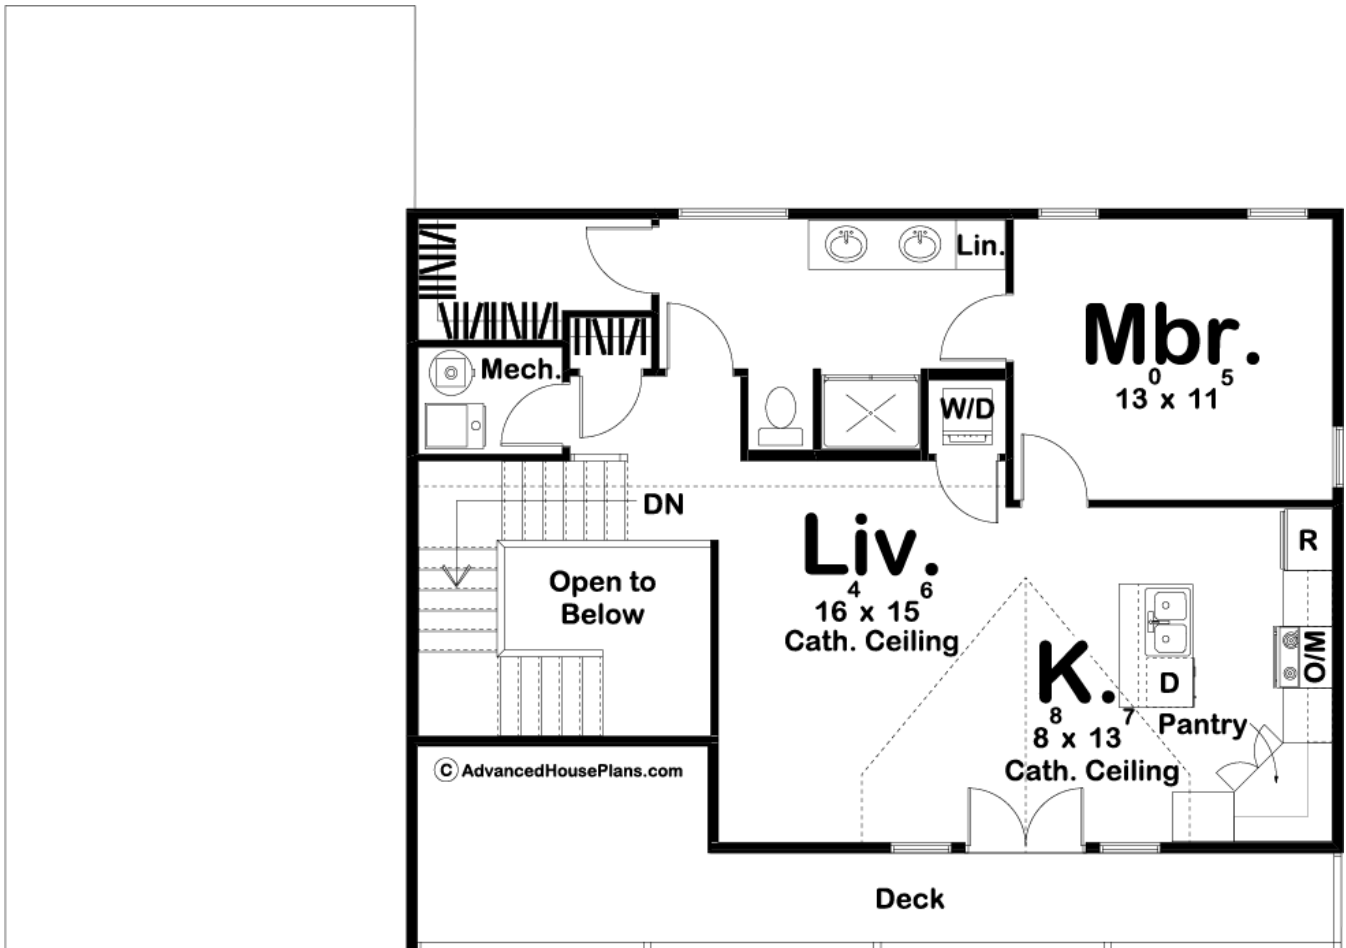 Lin.
Mbr.
13⁰ x 11⁵
Mech.
W/D
DN
Liv.
16⁴ x 15⁶
Cath. Ceiling
R
Open to
Below
O/M
K.
8⁸ x 13⁷
Cath. Ceiling
D
Pantry
© AdvancedHousePlans.com
Deck